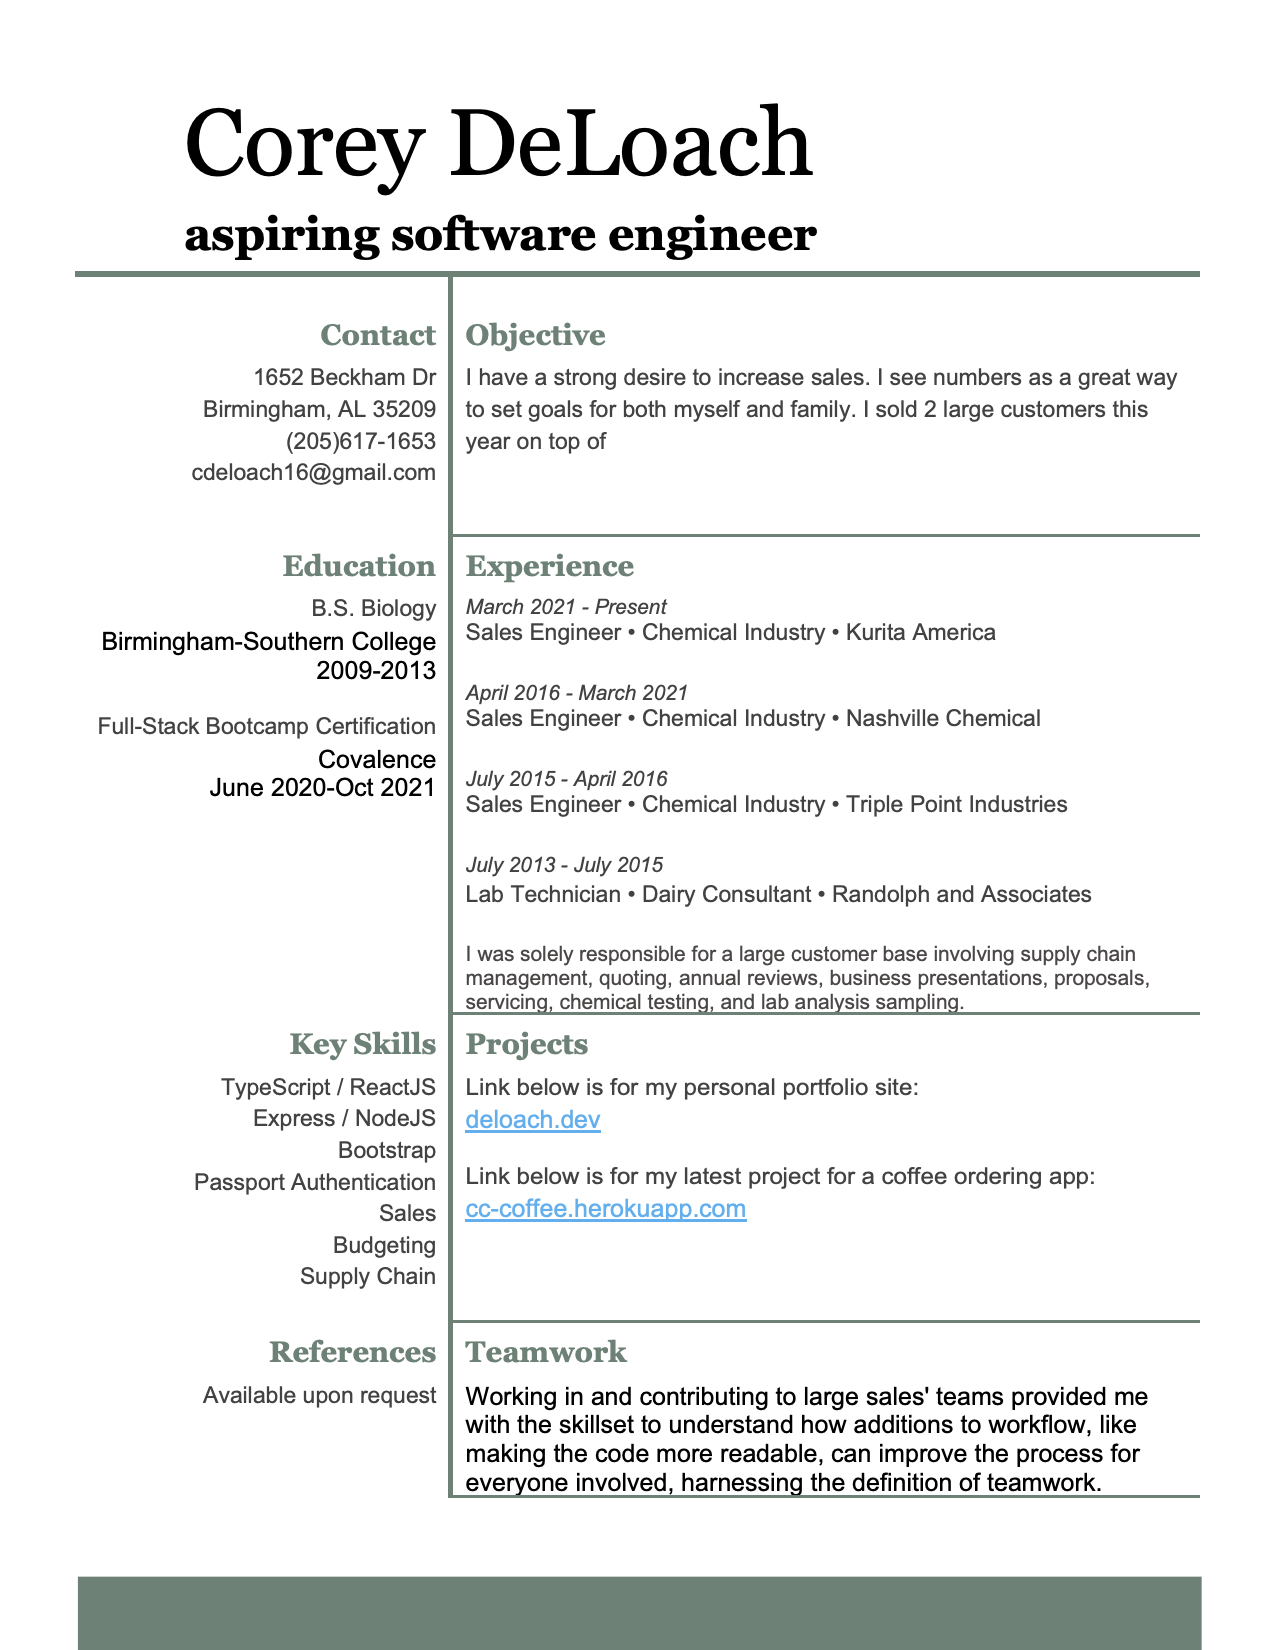 Corey DeLoach
aspiring software engineer
Contact
1652 Beckham Dr
Birmingham, AL 35209
(205)617-1653
cdeloach16@gmail.com
Objective
I have a strong desire to increase sales. I see numbers as a great way
to set goals for both myself and family. I sold 2 large customers this
year on top of
Education
B.S. Biology
Birmingham-Southern College
2009-2013
Full-Stack Bootcamp Certification
Covalence
June 2020-Oct 2021
Experience
March 2021 - Present
Sales Engineer • Chemical Industry • Kurita America
April 2016 - March 2021
Sales Engineer • Chemical Industry • Nashville Chemical
July 2015 - April 2016
Sales Engineer • Chemical Industry • Triple Point Industries
July 2013 - July 2015
Lab Technician • Dairy Consultant • Randolph and Associates
I was solely responsible for a large customer base involving supply chain
management, quoting, annual reviews, business presentations, proposals,
servicing, chemical testing, and lab analysis sampling.
Key Skills
TypeScript / ReactJS
Express / NodeJS
Bootstrap
Passport Authentication
Sales
Budgeting
Supply Chain
Projects
Link below is for my personal portfolio site:
deloach.dev
Link below is for my latest project for a coffee ordering app:
cc-coffee.herokuapp.com
References
Available upon request
Teamwork
Working in and contributing to large sales' teams provided me
with the skillset to understand how additions to workflow, like
making the code more readable, can improve the process for
everyone involved, harnessing the definition of teamwork.